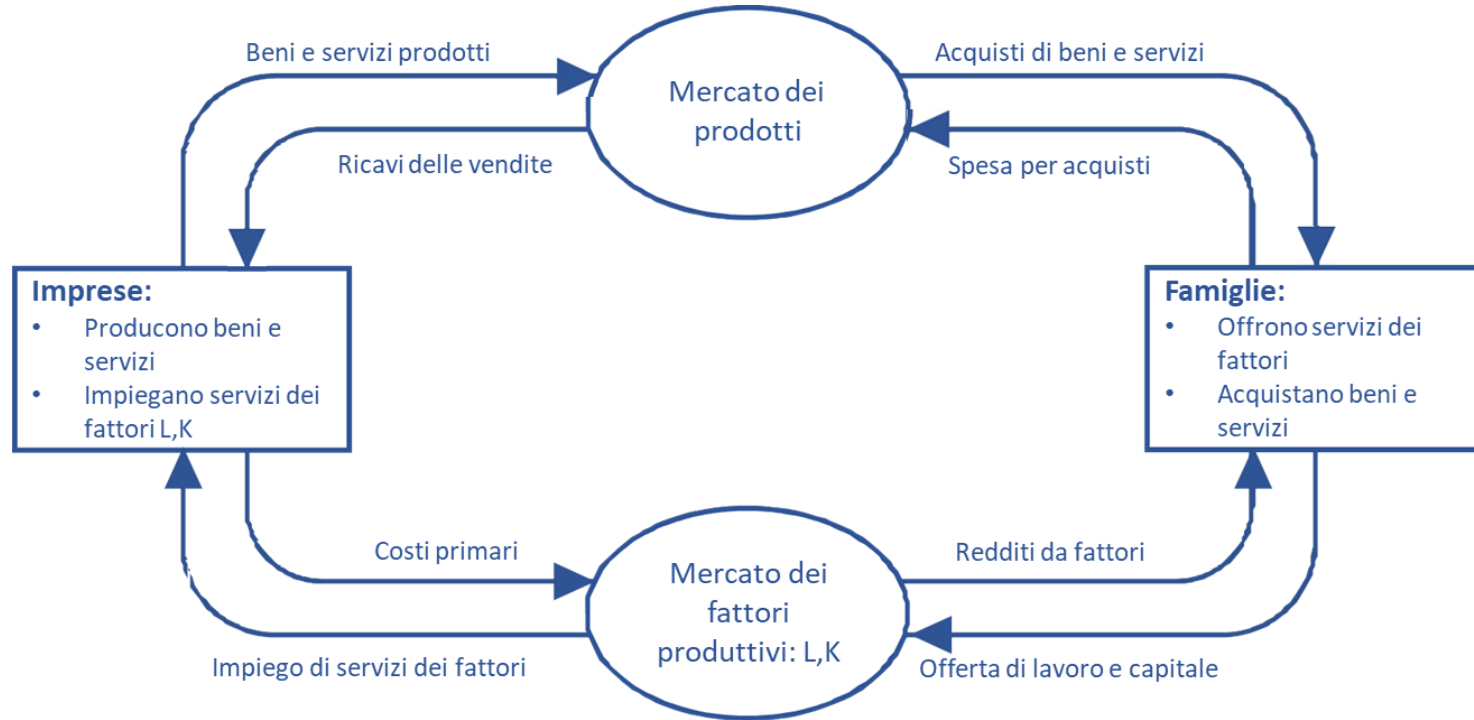 Beni e servizi prodotti
Acquisti di beni e servizi
Mercato dei
prodotti
Ricavi delle vendite
Spesa per acquisti
Imprese:
• Producono beni e
servizi
• Impiegano servizi dei
fattori L,K
Famiglie:
• Offrono servizi dei
fattori
• Acquistano beni e
servizi
Costi primari
Redditi da fattori
Mercato dei
fattori
produttivi: L,K
Impiego di servizi dei fattori
Offerta di lavoro e capitale